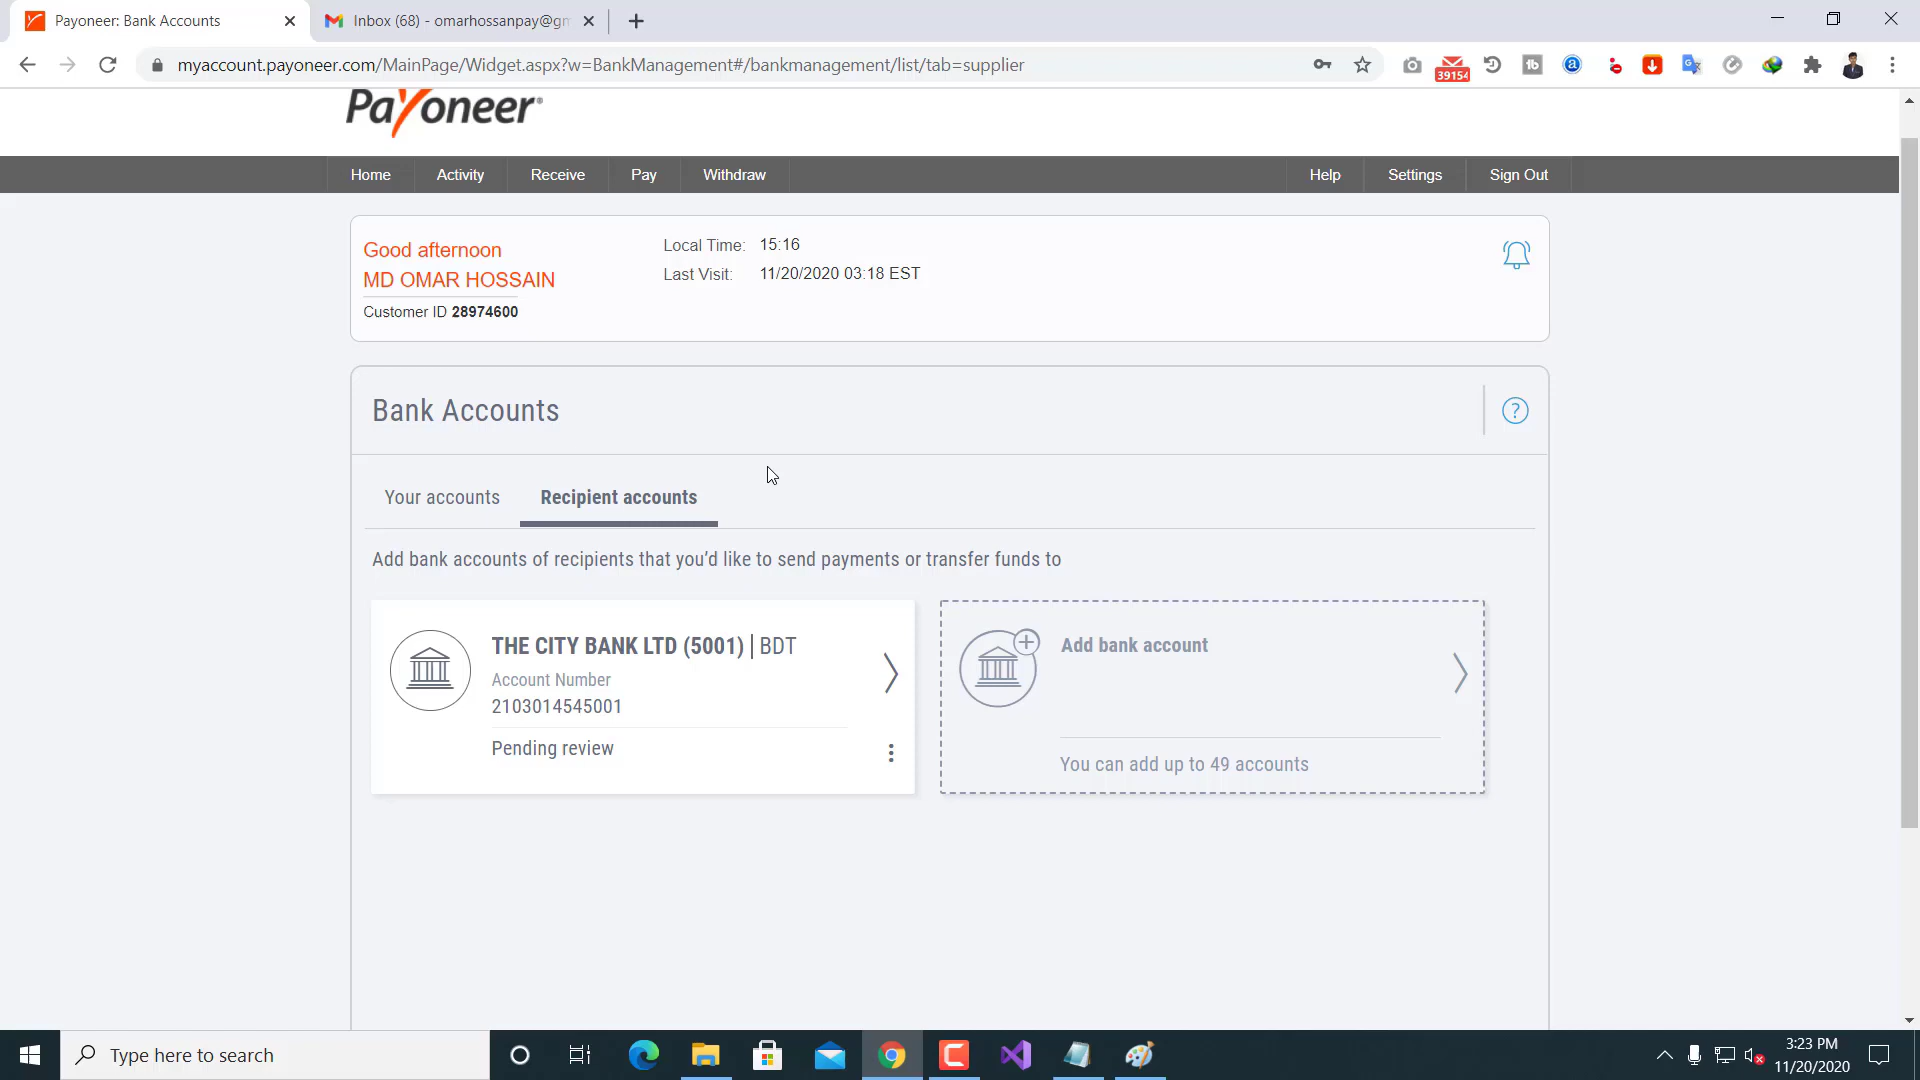 Payoneer: Bank Accounts
Inbox (68) - omarhossanpay@gm
myaccount.payoneer.com/MainPage/Widget.aspx?w=BankManagement#/bankmanagement/list/tab=supplier
39154
Payoneer
Home
Activity
Receive
Pay
Withdraw
Help
Settings
Sign Out
Good afternoon
MD OMAR HOSSAIN
Customer ID 28974600
Local Time: 15:16
Last Visit: 11/20/2020 03:18 EST
Bank Accounts
?
Your accounts
Recipient accounts
Add bank accounts of recipients that you’d like to send payments or transfer funds to
THE CITY BANK LTD (5001) | BDT
Account Number
2103014545001
Pending review
Add bank account
You can add up to 49 accounts
Type here to search
3:23 PM
11/20/2020